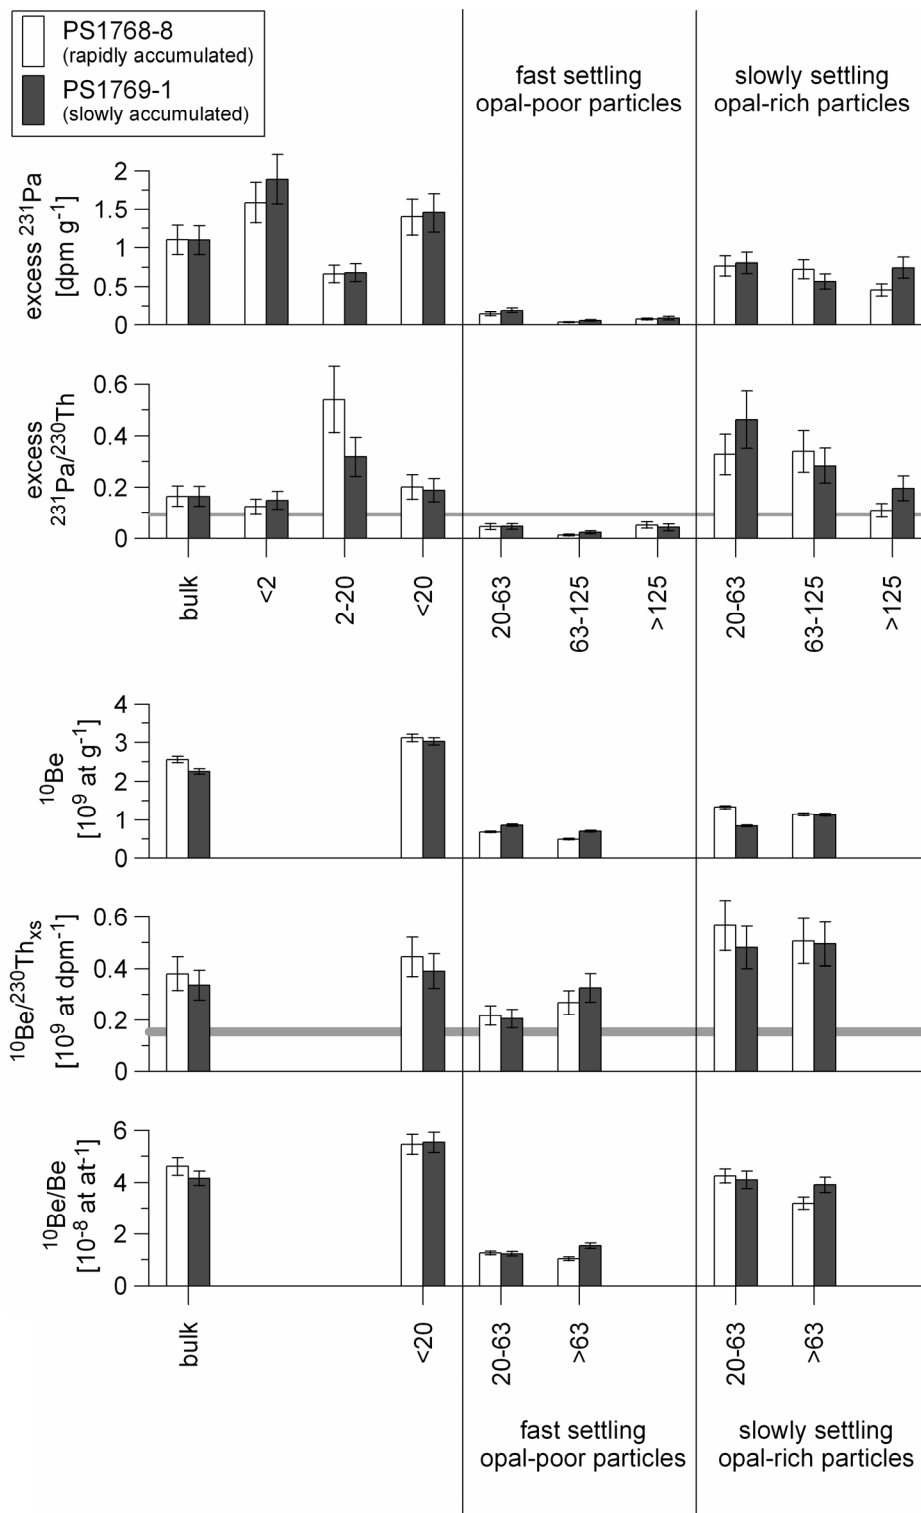 PS1768-8
(rapidly accumulated)
PS1769-1
(slowly accumulated)
fast settling
opal-poor particles
slowly settling
opal-rich particles
excess ²³¹Pa
[dpm g⁻¹]
2
1.5
1
0.5
0
excess
²³¹Pa/²³⁰Th
0.6
0.4
0.2
0
bulk
<2
2-20
<20
20-63
63-125
>125
20-63
63-125
>125
¹⁰Be
[10⁹ at g⁻¹]
4
3
2
1
0
¹⁰Be/²³⁰Thₓₛ
[10⁹ at dpm⁻¹]
0.6
0.4
0.2
0
¹⁰Be/Be
[10⁻⁸ at at⁻¹]
6
4
2
0
bulk
<20
20-63
>63
20-63
>63
fast settling
opal-poor particles
slowly settling
opal-rich particles